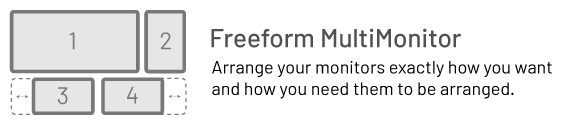 1
2
3
4
Freeform MultiMonitor
Arrange your monitors exactly how you want
and how you need them to be arranged.